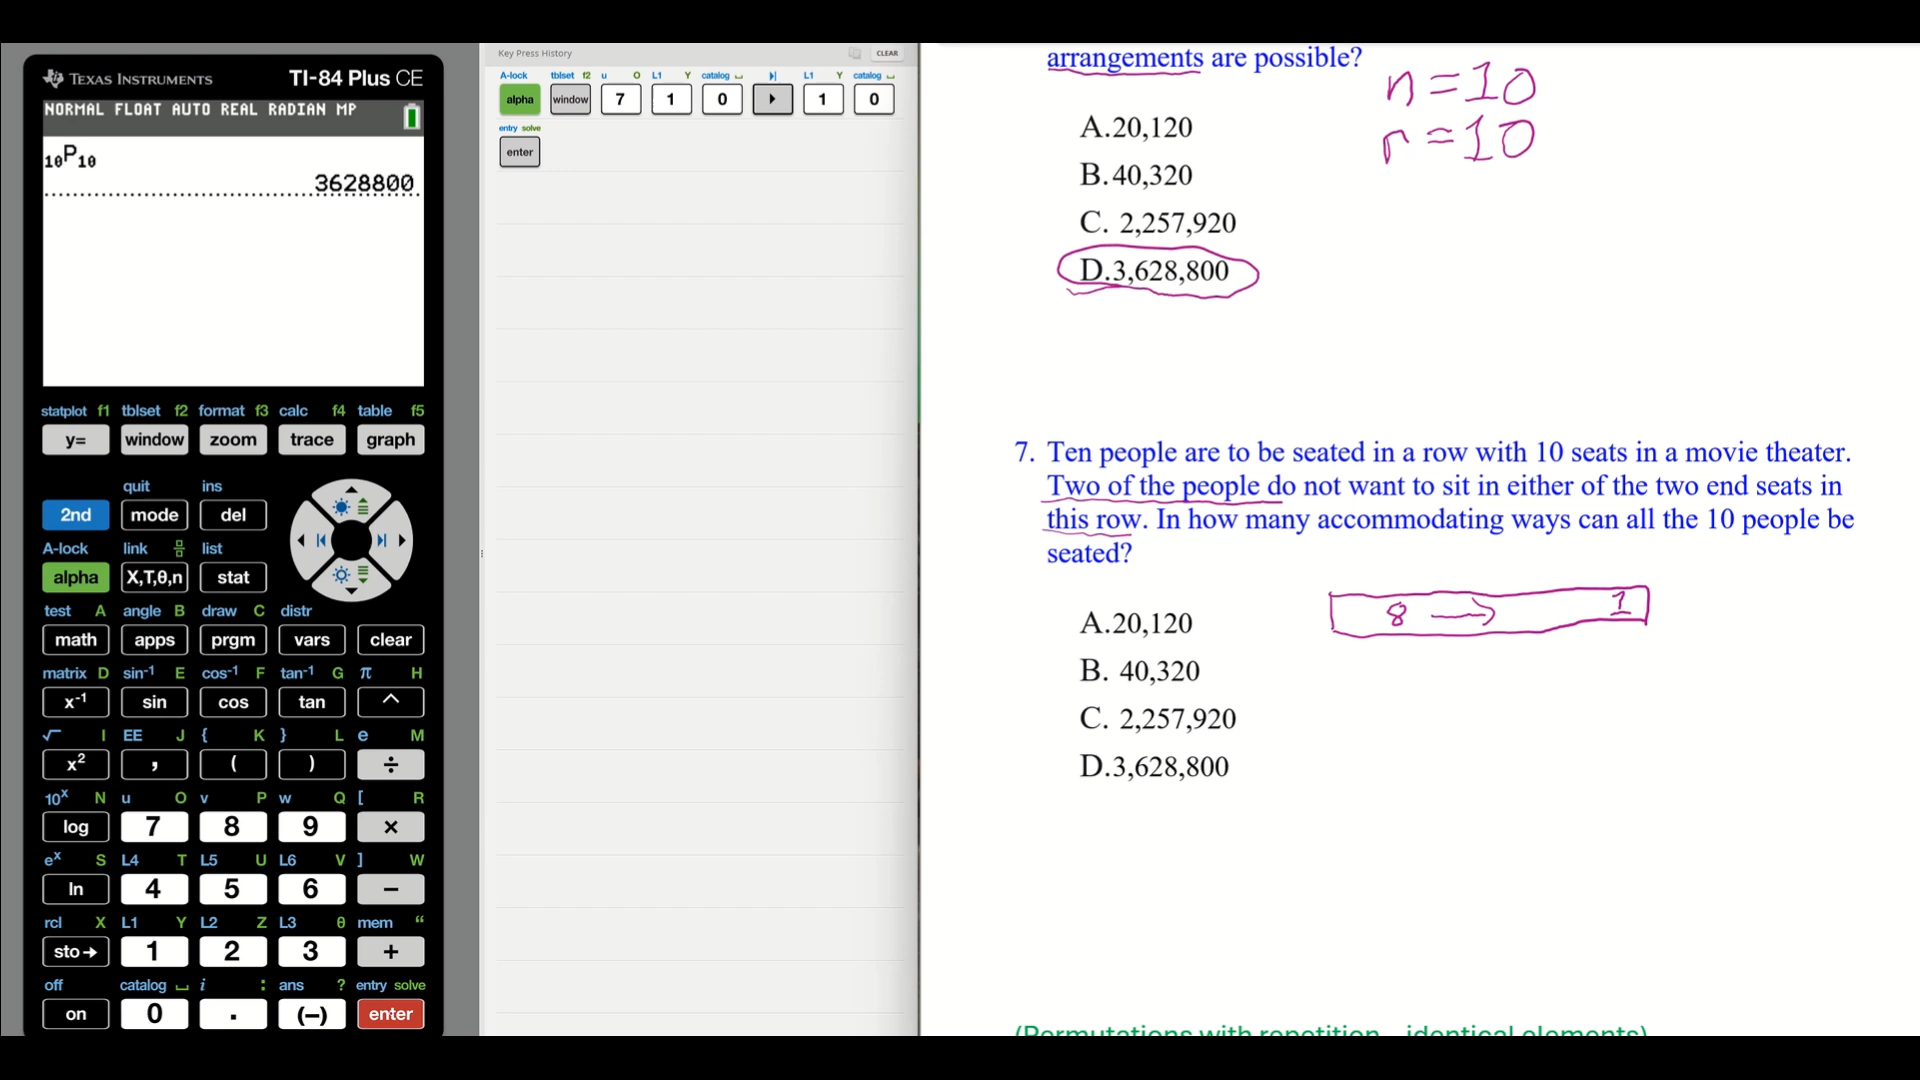 TEXAS INSTRUMENTS TI-84 Plus CE
NORMAL FLOAT AUTO REAL RADIAN MP
10P10
3628800
statplot f1 tblset f2 format f3 calc f4 table f5
y= window zoom trace graph
quit ins
2nd mode del
A-lock link list
alpha X,T,θ,n stat
test A angle B draw C distr
math apps prgm vars clear
matrix D sin-1 E cos-1 F tan-1 G π H
x-1 sin cos tan ^
√ I EE J { K } L e M
x2 , ( ) ÷
10x N u O v P w Q [ R
log 7 8 9 ×
ex S L4 T L5 U L6 V ] W
ln 4 5 6 −
rcl X L1 Y L2 Z L3 θ mem “
sto→ 1 2 3 +
off catalog ⎵ i : ans ? entry solve
on 0 . (–) enter
Key Press History CLEAR
A-lock tblset f2 u O L1 Y catalog ⎵ L1 Y catalog ⎵
alpha window 7 1 0 1 0
entry solve
enter
arrangements are possible?
n=10
r=10
A.20,120
B.40,320
C. 2,257,920
D.3,628,800
7. Ten people are to be seated in a row with 10 seats in a movie theater.
Two of the people do not want to sit in either of the two end seats in
this row. In how many accommodating ways can all the 10 people be
seated?
8 → 1
A.20,120
B. 40,320
C. 2,257,920
D.3,628,800
(Permutations with repetition – identical elements)